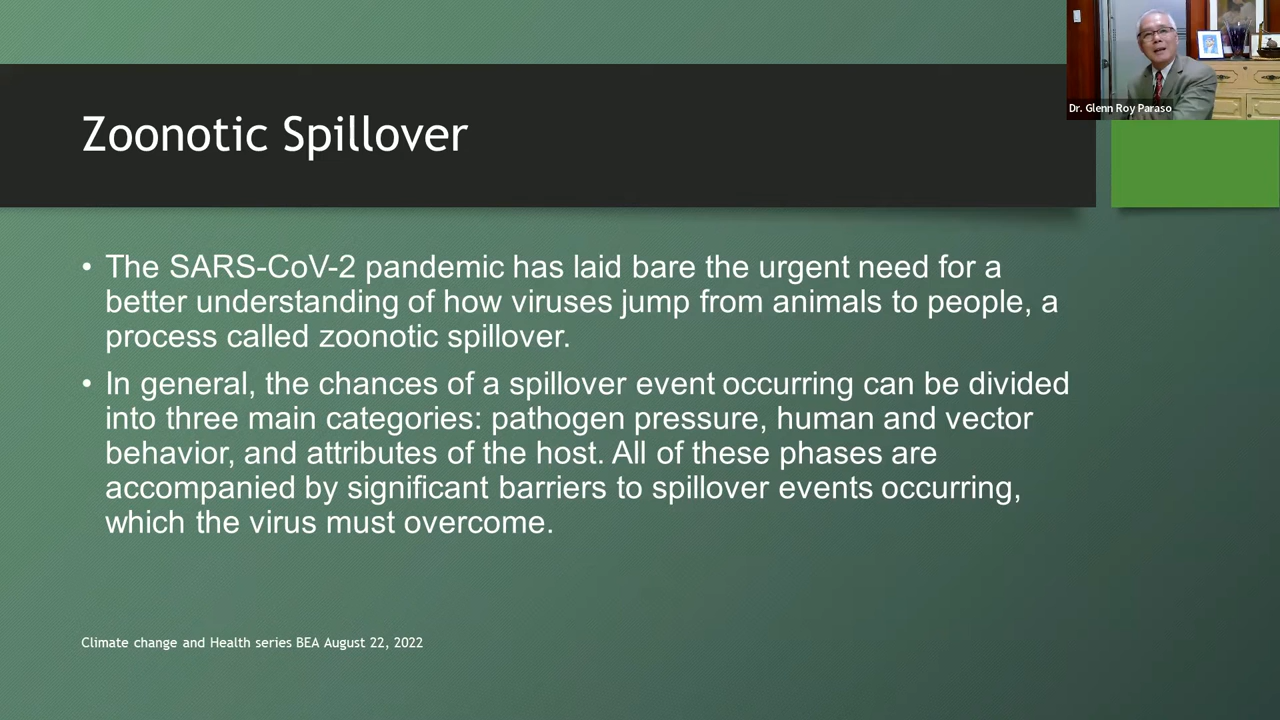 Dr. Glenn Roy Paraso
Zoonotic Spillover
• The SARS-CoV-2 pandemic has laid bare the urgent need for a
better understanding of how viruses jump from animals to people, a
process called zoonotic spillover.
• In general, the chances of a spillover event occurring can be divided
into three main categories: pathogen pressure, human and vector
behavior, and attributes of the host. All of these phases are
accompanied by significant barriers to spillover events occurring,
which the virus must overcome.
Climate change and Health series BEA August 22, 2022